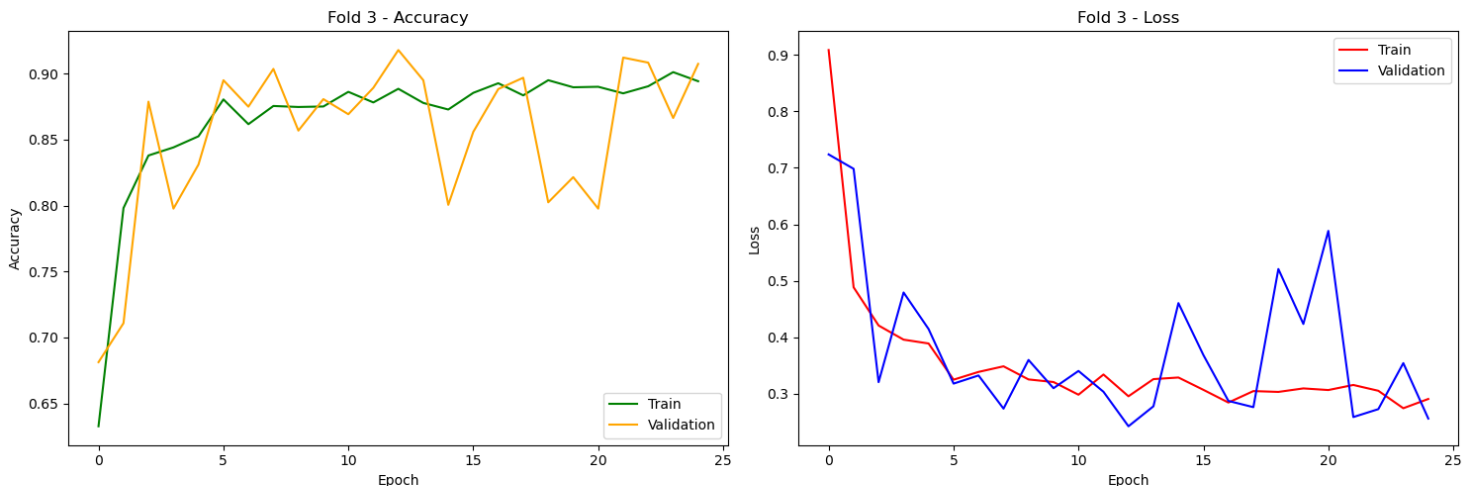 Fold 3 - Accuracy
Accuracy
0.90
0.85
0.80
0.75
0.70
0.65
0
5
10
15
20
25
Epoch
Train
Validation
Fold 3 - Loss
Loss
0.9
0.8
0.7
0.6
0.5
0.4
0.3
0
5
10
15
20
25
Epoch
Train
Validation